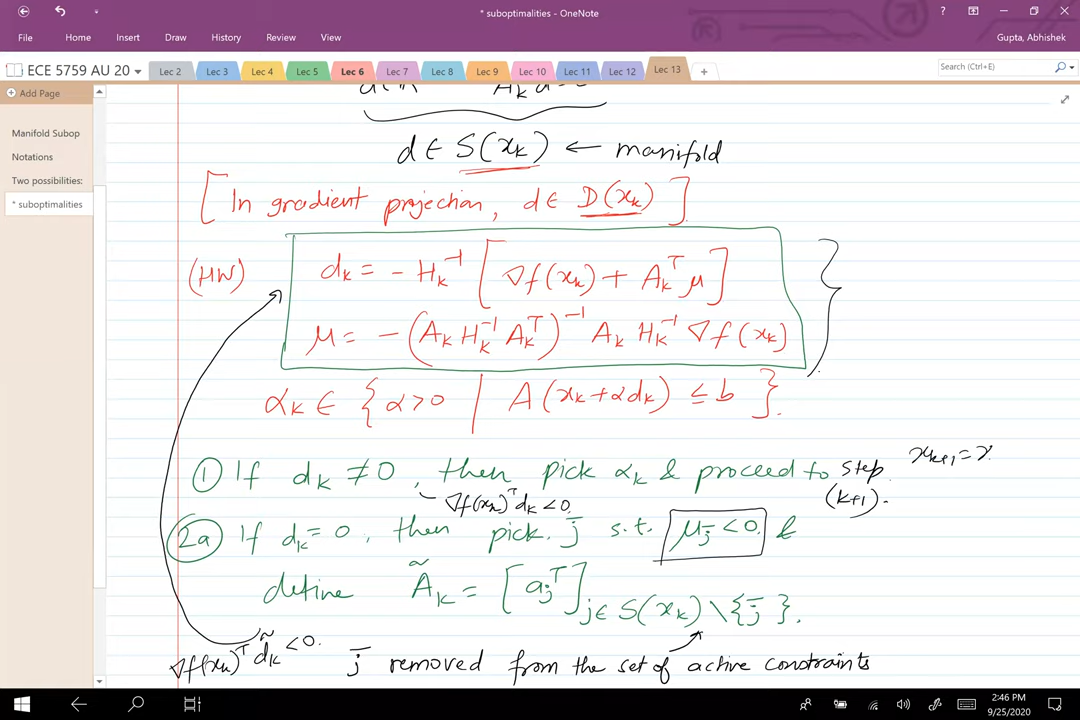 * suboptimalities - OneNote
?
Gupta, Abhishek
File Home Insert Draw History Review View
ECE 5759 AU 20
Lec 2 Lec 3 Lec 4 Lec 5 Lec 6 Lec 7 Lec 8 Lec 9 Lec 10 Lec 11 Lec 12 Lec 13 +
Search (Ctrl+E)
Add Page
Manifold Subop
Notations
Two possibilities:
* suboptimalities
d ∈ S(x_k) ← manifold
[In gradient projection, d ∈ D(x_k)]
(HW) d_k = - H_k^{-1} [∇f(x_k) + A_k^T μ]
μ = - (A_k H_k^{-1} A_k^T)^{-1} A_k H_k^{-1} ∇f(x_k)
α_k ∈ {α > 0 | A(x_k + α d_k) ≤ b}.
① If d_k ≠ 0, then pick α_k & proceed to step (k+1). x_{k+1} = x
∇f(x_k)^T d_k < 0.
2a If d_k = 0, then pick j̄ s.t. μ_j̄ < 0. &
define Ã_k = [a_j^T]_{j ∈ S(x_k) \ {j̄}}.
∇f(x_k)^T d̃_k < 0. j̄ removed from the set of active constraints
2:46 PM
9/25/2020